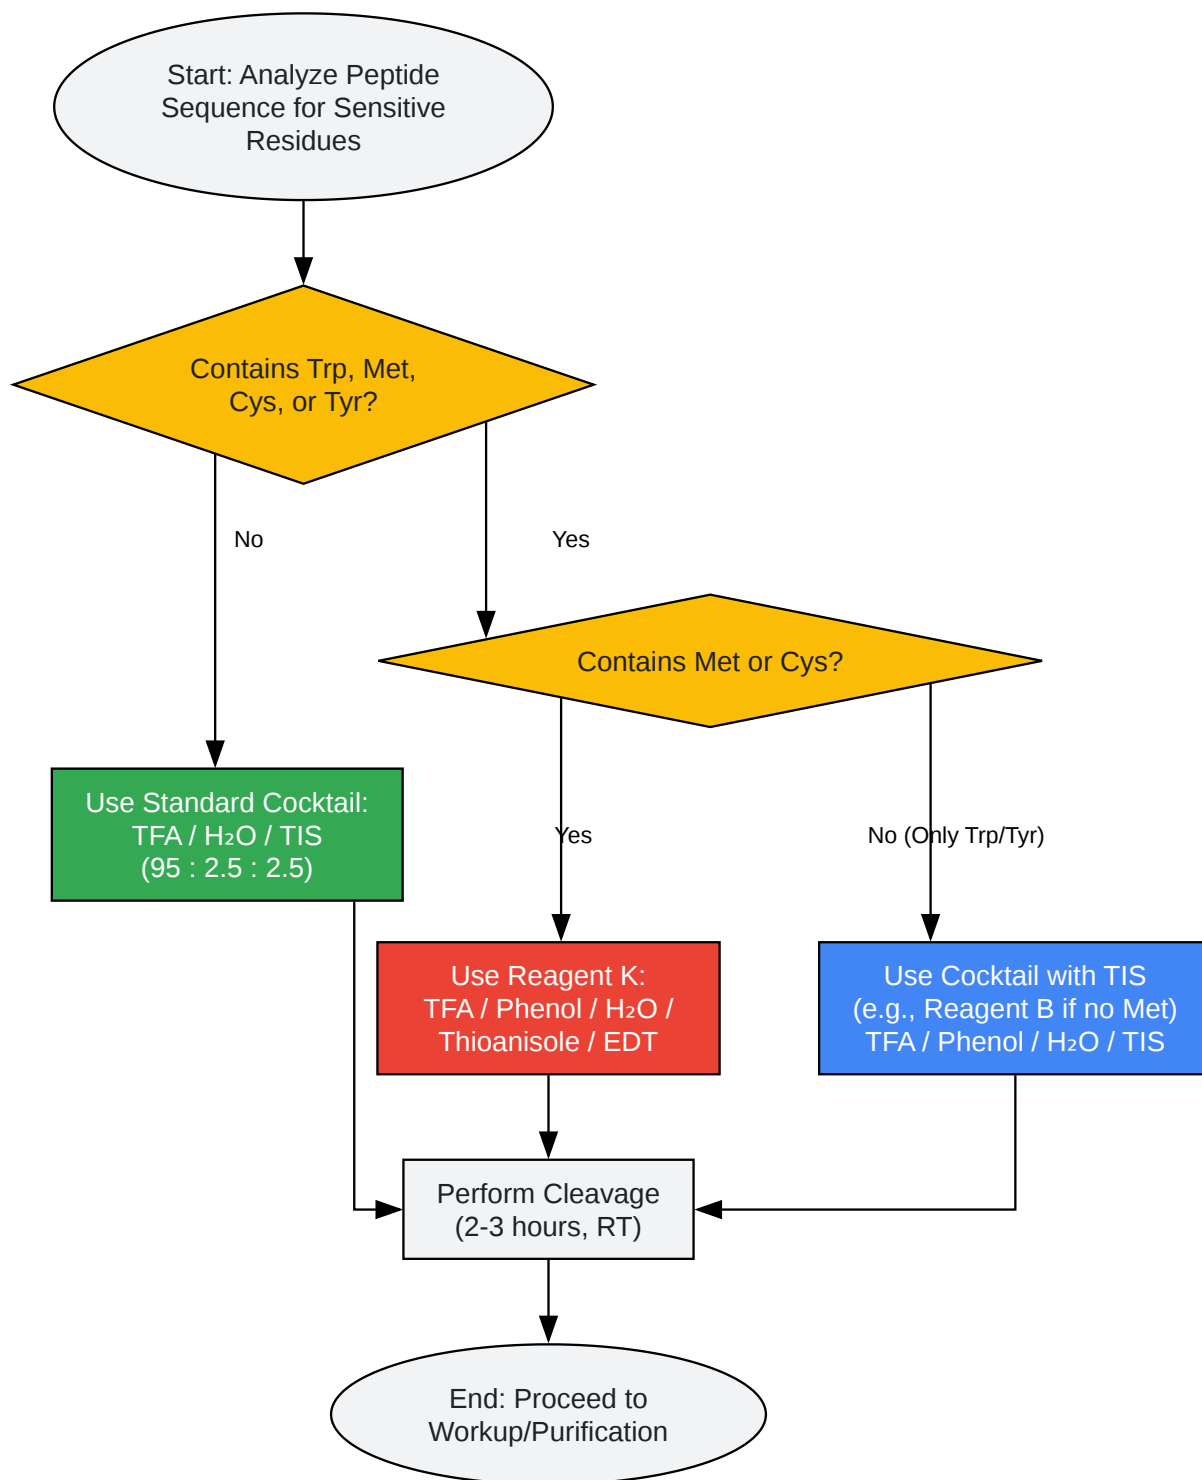 Start: Analyze Peptide
Sequence for Sensitive
Residues
Contains Trp, Met,
Cys, or Tyr?
No
Yes
Contains Met or Cys?
Use Standard Cocktail:
TFA / H₂O / TIS
(95 : 2.5 : 2.5)
Yes
No (Only Trp/Tyr)
Use Reagent K:
TFA / Phenol / H₂O /
Thioanisole / EDT
Use Cocktail with TIS
(e.g., Reagent B if no Met)
TFA / Phenol / H₂O / TIS
Perform Cleavage
(2-3 hours, RT)
End: Proceed to
Workup/Purification